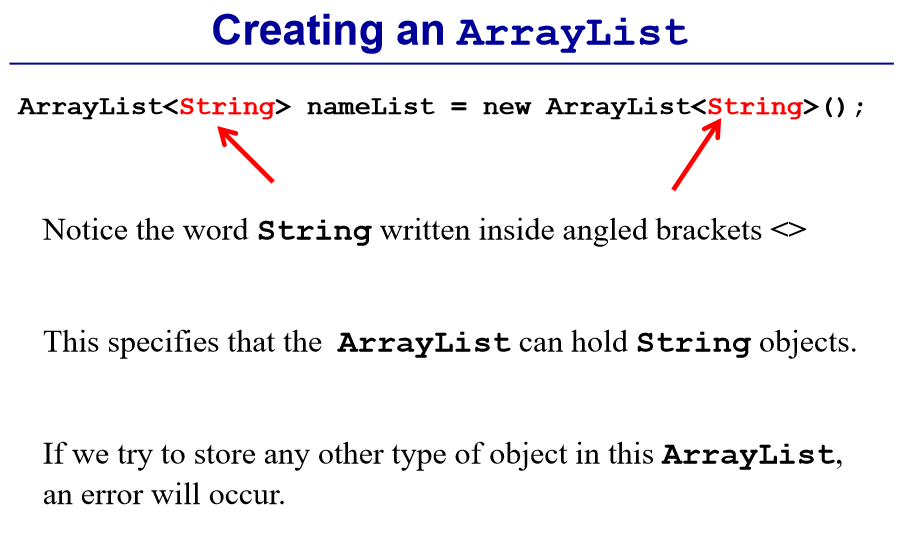 Creating an ArrayList
ArrayList<String> nameList = new ArrayList<String>();
Notice the word String written inside angled brackets <>
This specifies that the ArrayList can hold String objects.
If we try to store any other type of object in this ArrayList,
an error will occur.